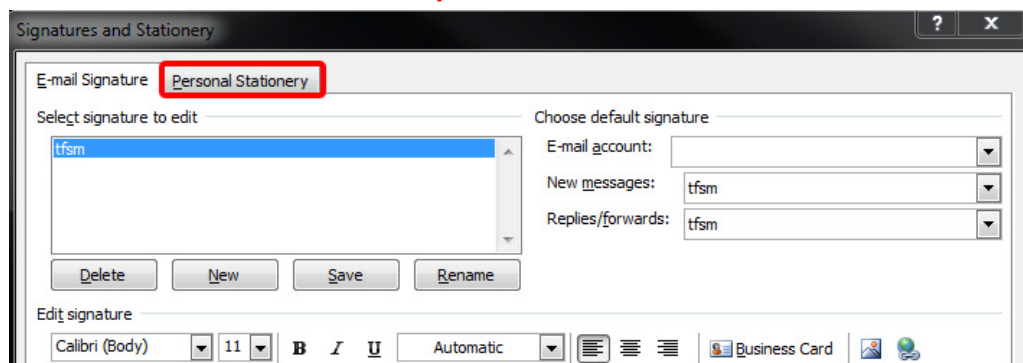 Signatures and Stationery
? X
E-mail Signature Personal Stationery
Select signature to edit
tfsm
Delete New Save Rename
Choose default signature
E-mail account:
New messages: tfsm
Replies/forwards: tfsm
Edit signature
Calibri (Body) 11 B I U Automatic Business Card